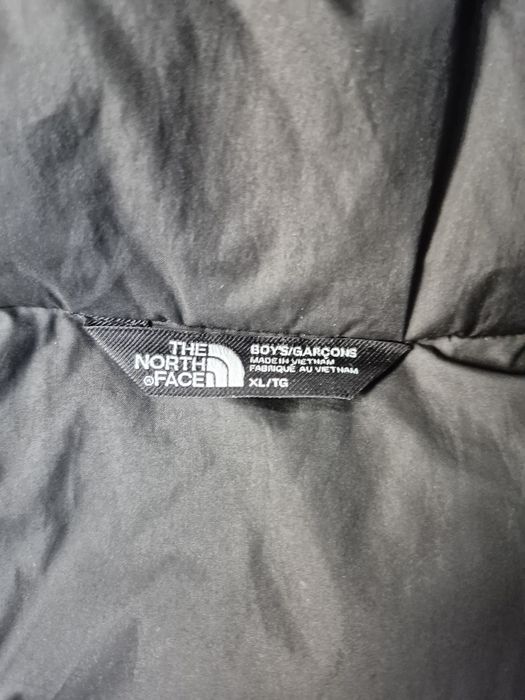 THE
NORTH
®FACE
BOYS/GARÇONS
MADE IN VIETNAM
FABRIQUÉ AU VIETNAM
XL/TG